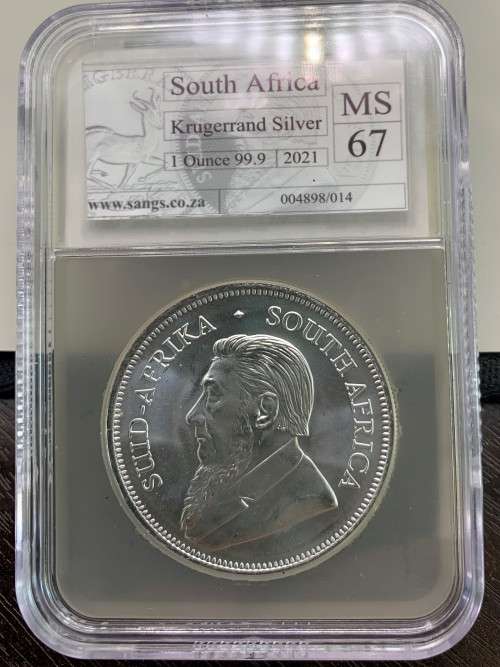 South Africa
Krugerrand Silver
1 Ounce 99.9 2021
MS
67
www.sangs.co.za
004898/014
SUID-AFRIKA
SOUTH AFRICA